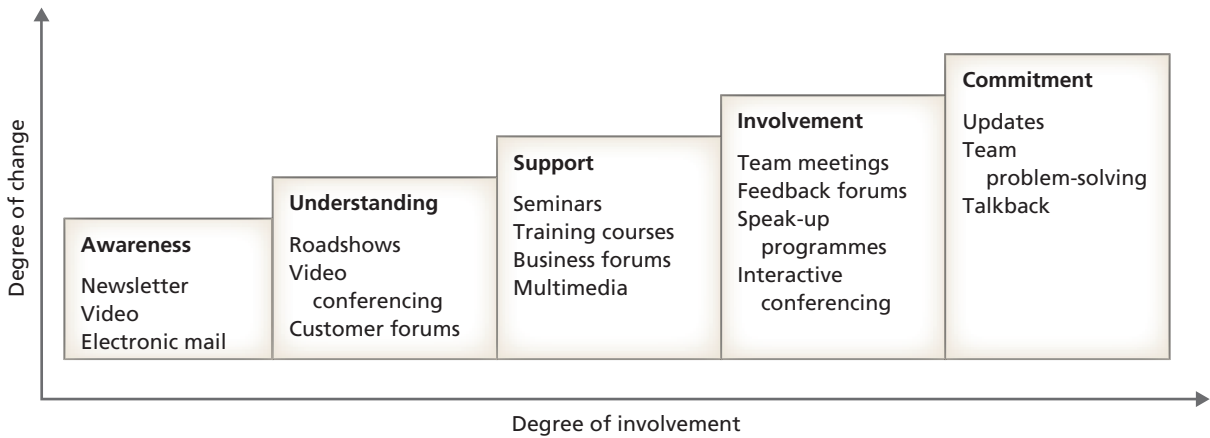 Degree of change
Awareness
Newsletter
Video
Electronic mail
Understanding
Roadshows
Video
conferencing
Customer forums
Support
Seminars
Training courses
Business forums
Multimedia
Involvement
Team meetings
Feedback forums
Speak-up
programmes
Interactive
conferencing
Commitment
Updates
Team
problem-solving
Talkback
Degree of involvement